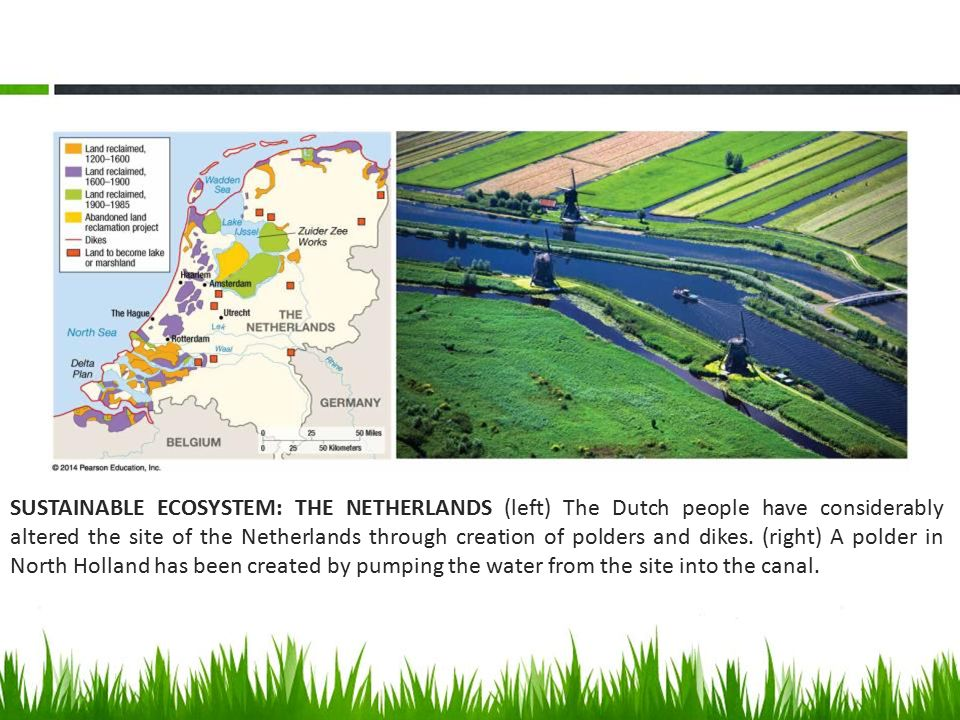 Land reclaimed,
1200–1600
Land reclaimed,
1600–1900
Land reclaimed,
1900–1985
Abandoned land
reclamation project
Dikes
Land to become lake
or marshland
Wadden
Sea
Lake
IJssel
Zuider Zee
Works
Haarlem
Amsterdam
The Hague
Utrecht
THE
NETHERLANDS
North Sea
Lek
Rotterdam
Waal
Delta
Plan
Rhine
GERMANY
BELGIUM
0 25 50 Miles
0 25 50 Kilometers
© 2014 Pearson Education, Inc.
SUSTAINABLE ECOSYSTEM: THE NETHERLANDS (left) The Dutch people have considerably
altered the site of the Netherlands through creation of polders and dikes. (right) A polder in
North Holland has been created by pumping the water from the site into the canal.